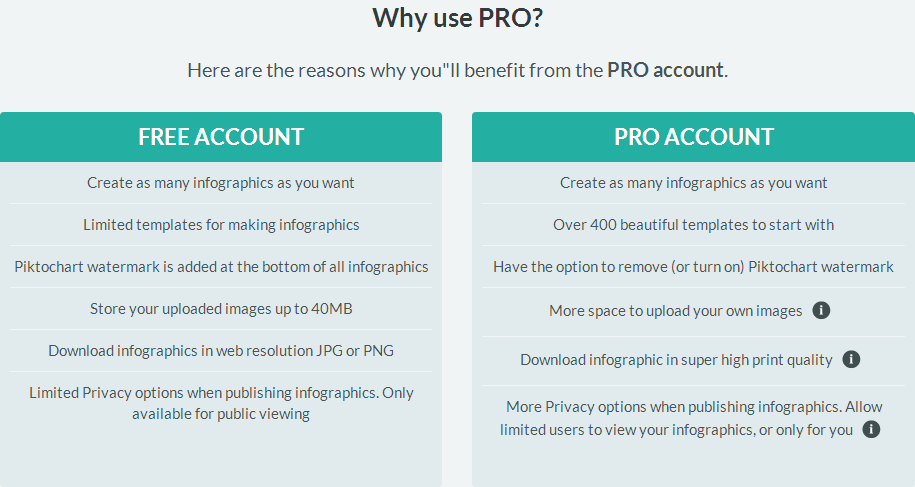 Why use PRO?
Here are the reasons why you"ll benefit from the PRO account.
FREE ACCOUNT
Create as many infographics as you want
Limited templates for making infographics
Piktochart watermark is added at the bottom of all infographics
Store your uploaded images up to 40MB
Download infographics in web resolution JPG or PNG
Limited Privacy options when publishing infographics. Only
available for public viewing
PRO ACCOUNT
Create as many infographics as you want
Over 400 beautiful templates to start with
Have the option to remove (or turn on) Piktochart watermark
More space to upload your own images i
Download infographic in super high print quality i
More Privacy options when publishing infographics. Allow
limited users to view your infographics, or only for you i